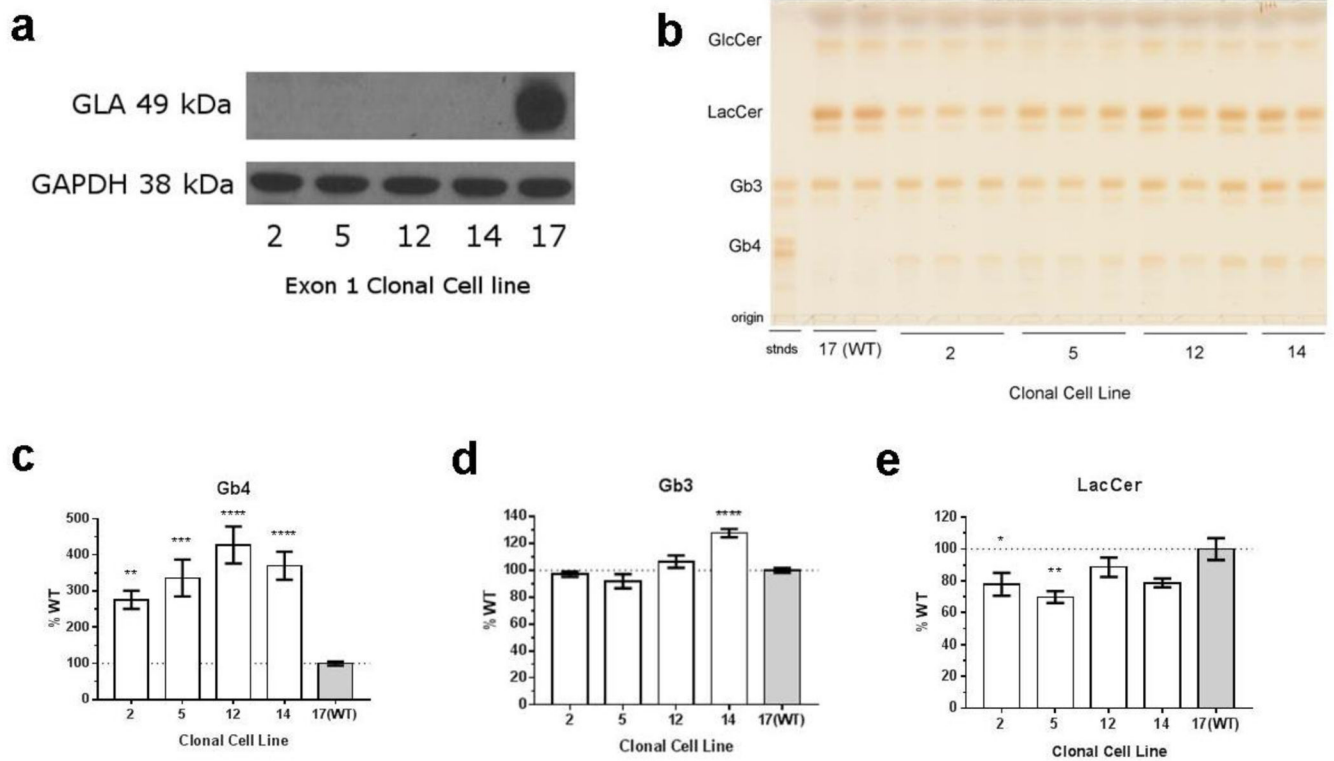 a
GLA 49 kDa
GAPDH 38 kDa
2 5 12 14 17
Exon 1 Clonal Cell line
b
GlcCer
LacCer
Gb3
Gb4
origin
stnds 17 (WT) 2 5 12 14
Clonal Cell Line
c
Gb4
% WT
500
400
300
200
100
0
** *** **** ****
2 5 12 14 17(WT)
Clonal Cell Line
d
Gb3
% WT
140
120
100
80
60
40
20
0
****
2 5 12 14 17(WT)
Clonal Cell Line
e
LacCer
% WT
120
100
80
60
40
20
0
* **
2 5 12 14 17(WT)
Clonal Cell Line